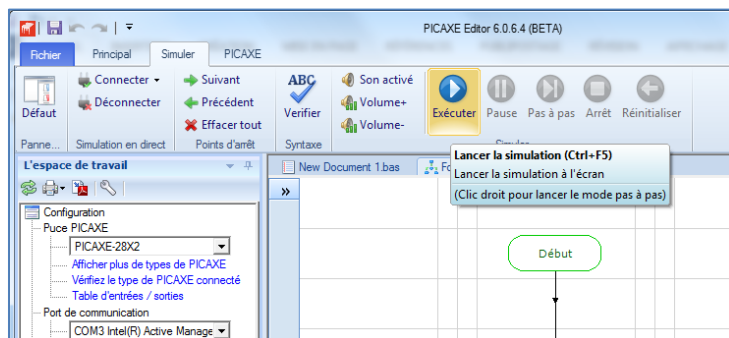 PICAXE Editor 6.0.6.4 (BETA)
Fichier Principal Simuler PICAXE
Connecter Suivant ABC Son activé
Déconnecter Précédent Volume+
Défaut Effacer tout Verifier Volume- Exécuter Pause Pas à pas Arrêt Réinitialiser
Panne... Simulation en direct Points d'arrêt Syntaxe
L'espace de travail New Document 1.bas
Lancer la simulation (Ctrl+F5)
Lancer la simulation à l'écran
(Clic droit pour lancer le mode pas à pas)
»
Configuration
Puce PICAXE
PICAXE-28X2
Afficher plus de types de PICAXE
Vérifiez le type de PICAXE connecté
Table d'entrées / sorties
Port de communication
COM3 Intel(R) Active Manage
Début